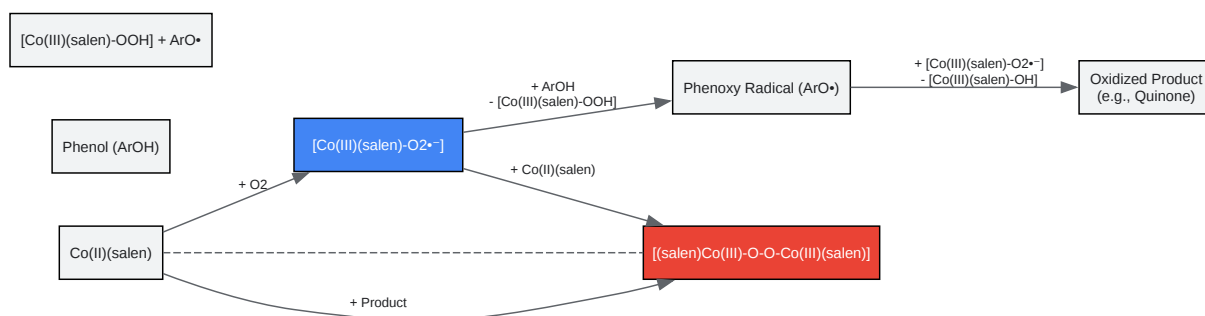 [Co(III)(salen)-OOH] + ArO•
+ ArOH
- [Co(III)(salen)-OOH]
Phenoxy Radical (ArO•)
+ [Co(III)(salen)-O2•⁻]
- [Co(III)(salen)-OH]
Oxidized Product
(e.g., Quinone)
Phenol (ArOH)
[Co(III)(salen)-O2•⁻]
+ O2
+ Co(II)(salen)
Co(II)(salen)
[(salen)Co(III)-O-O-Co(III)(salen)]
+ Product